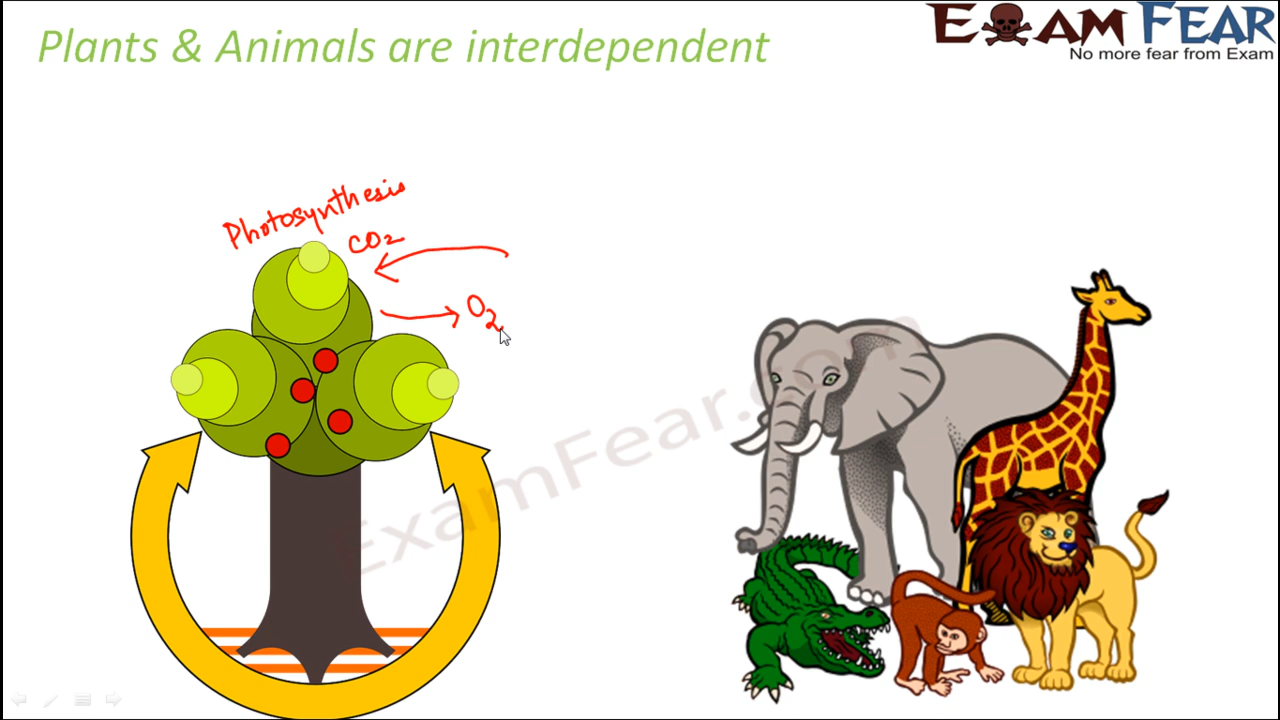 Plants & Animals are interdependent
EXAM FEAR
No more fear from Exam
Photosynthesis
CO2
O2
ExamFear.com